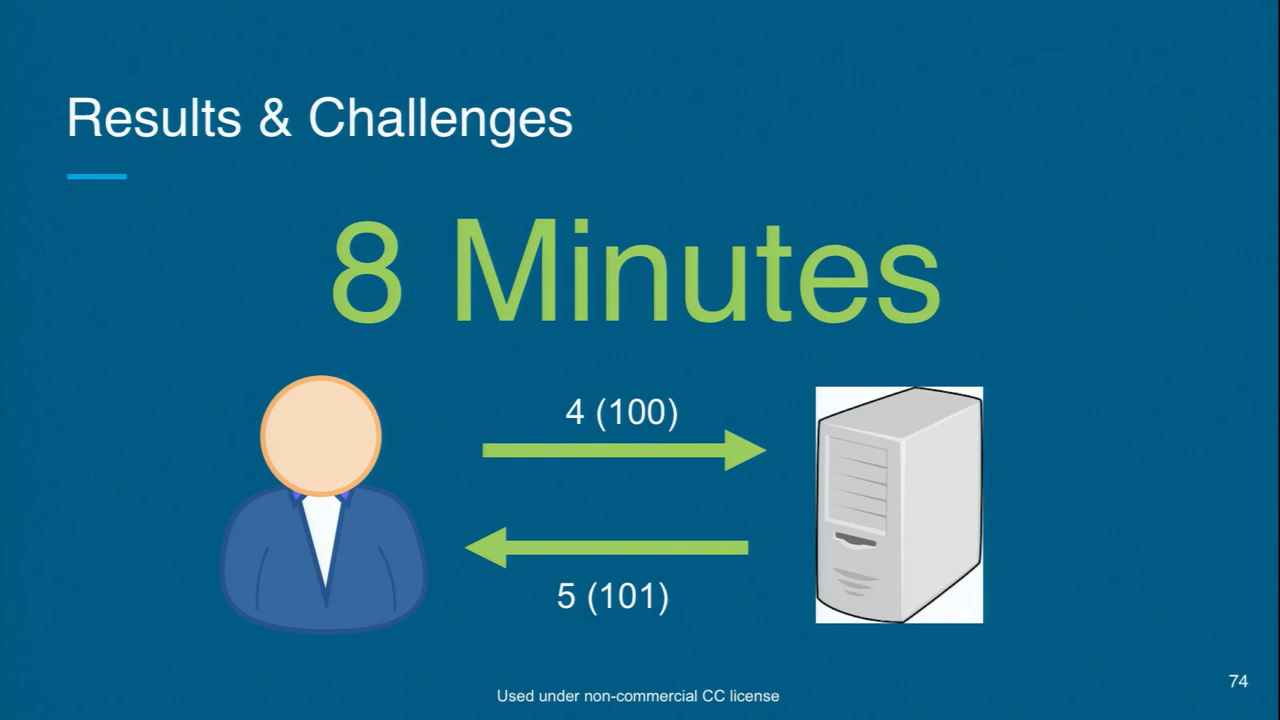 Results & Challenges
8 Minutes
4 (100)
5 (101)
Used under non-commercial CC license
74